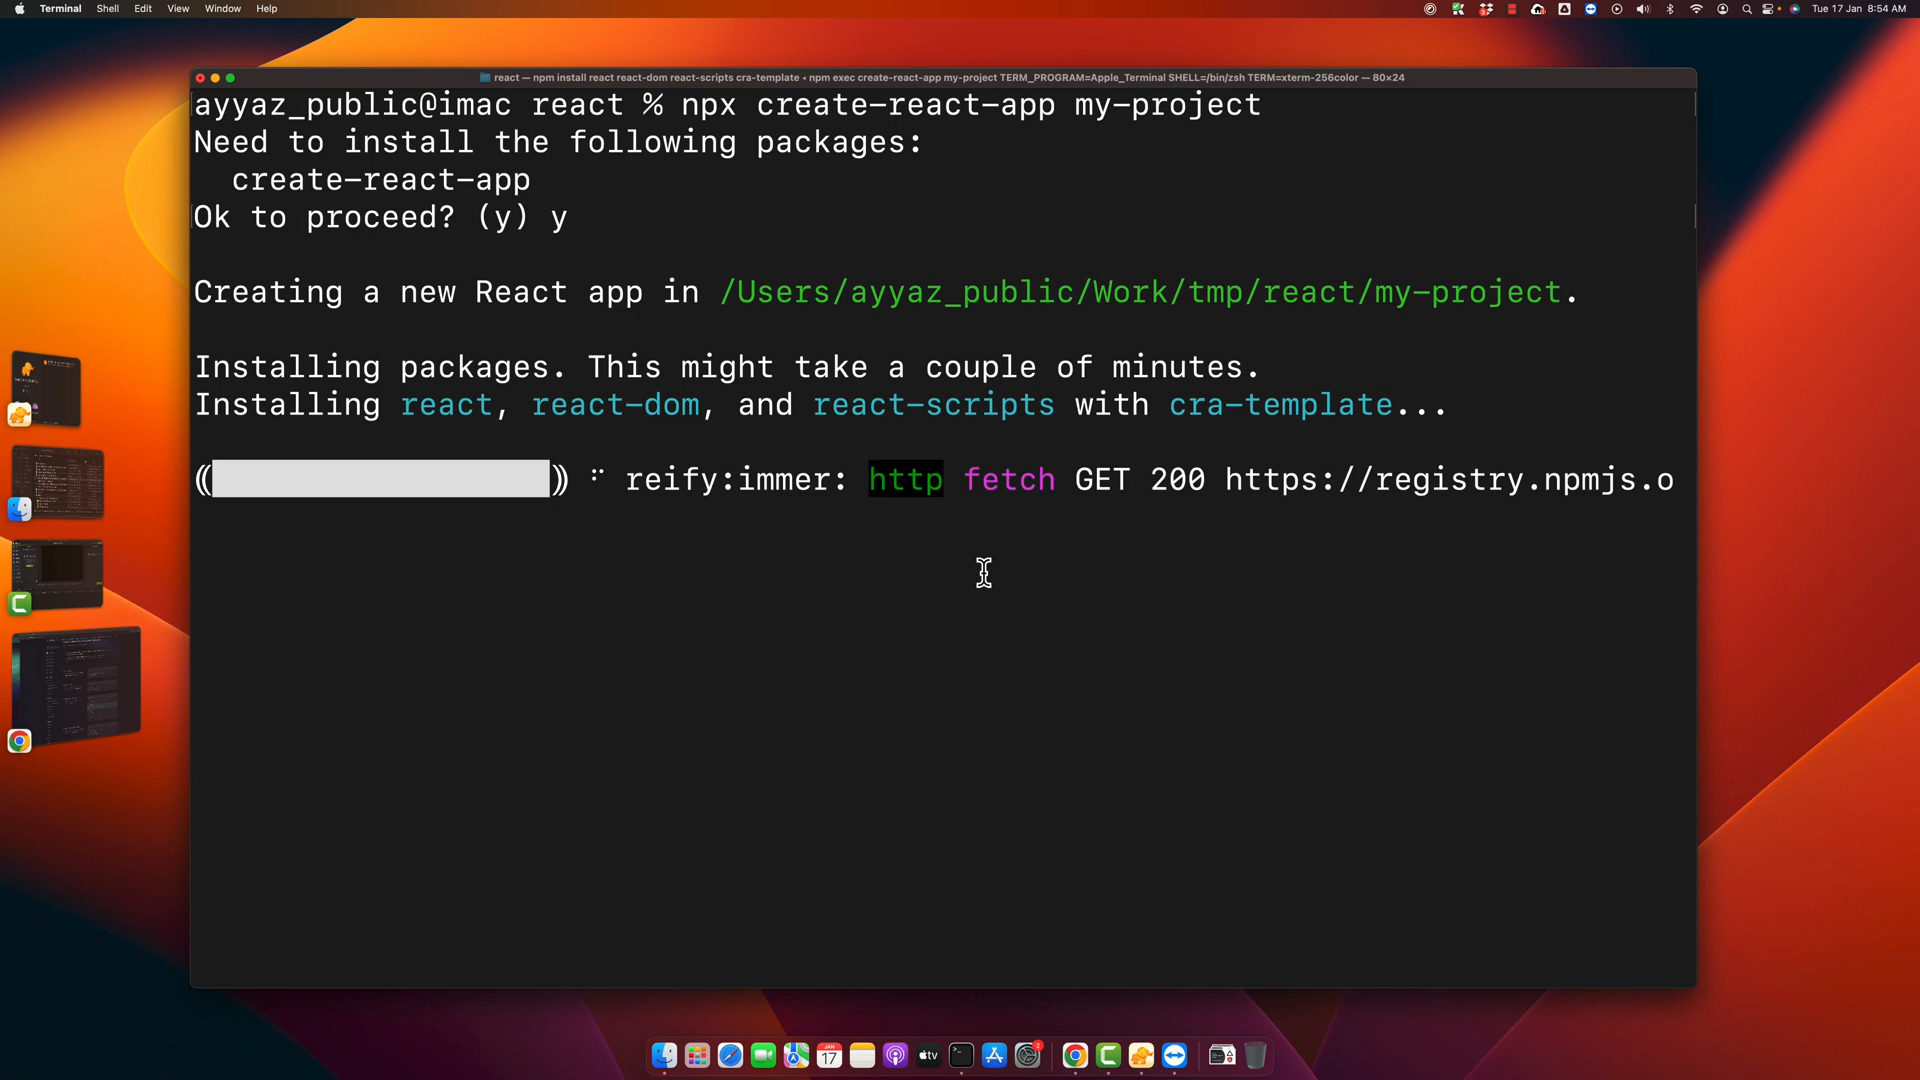 Terminal Shell Edit View Window Help
Tue 17 Jan 8:54 AM
react — npm install react react-dom react-scripts cra-template ◂ npm exec create-react-app my-project TERM_PROGRAM=Apple_Terminal SHELL=/bin/zsh TERM=xterm-256color — 80×24
ayyaz_public@imac react % npx create-react-app my-project
Need to install the following packages:
  create-react-app
Ok to proceed? (y) y
Creating a new React app in /Users/ayyaz_public/Work/tmp/react/my-project.
Installing packages. This might take a couple of minutes.
Installing react, react-dom, and react-scripts with cra-template...
reify:immer: http fetch GET 200 https://registry.npmjs.o
JAN
17
tv
2